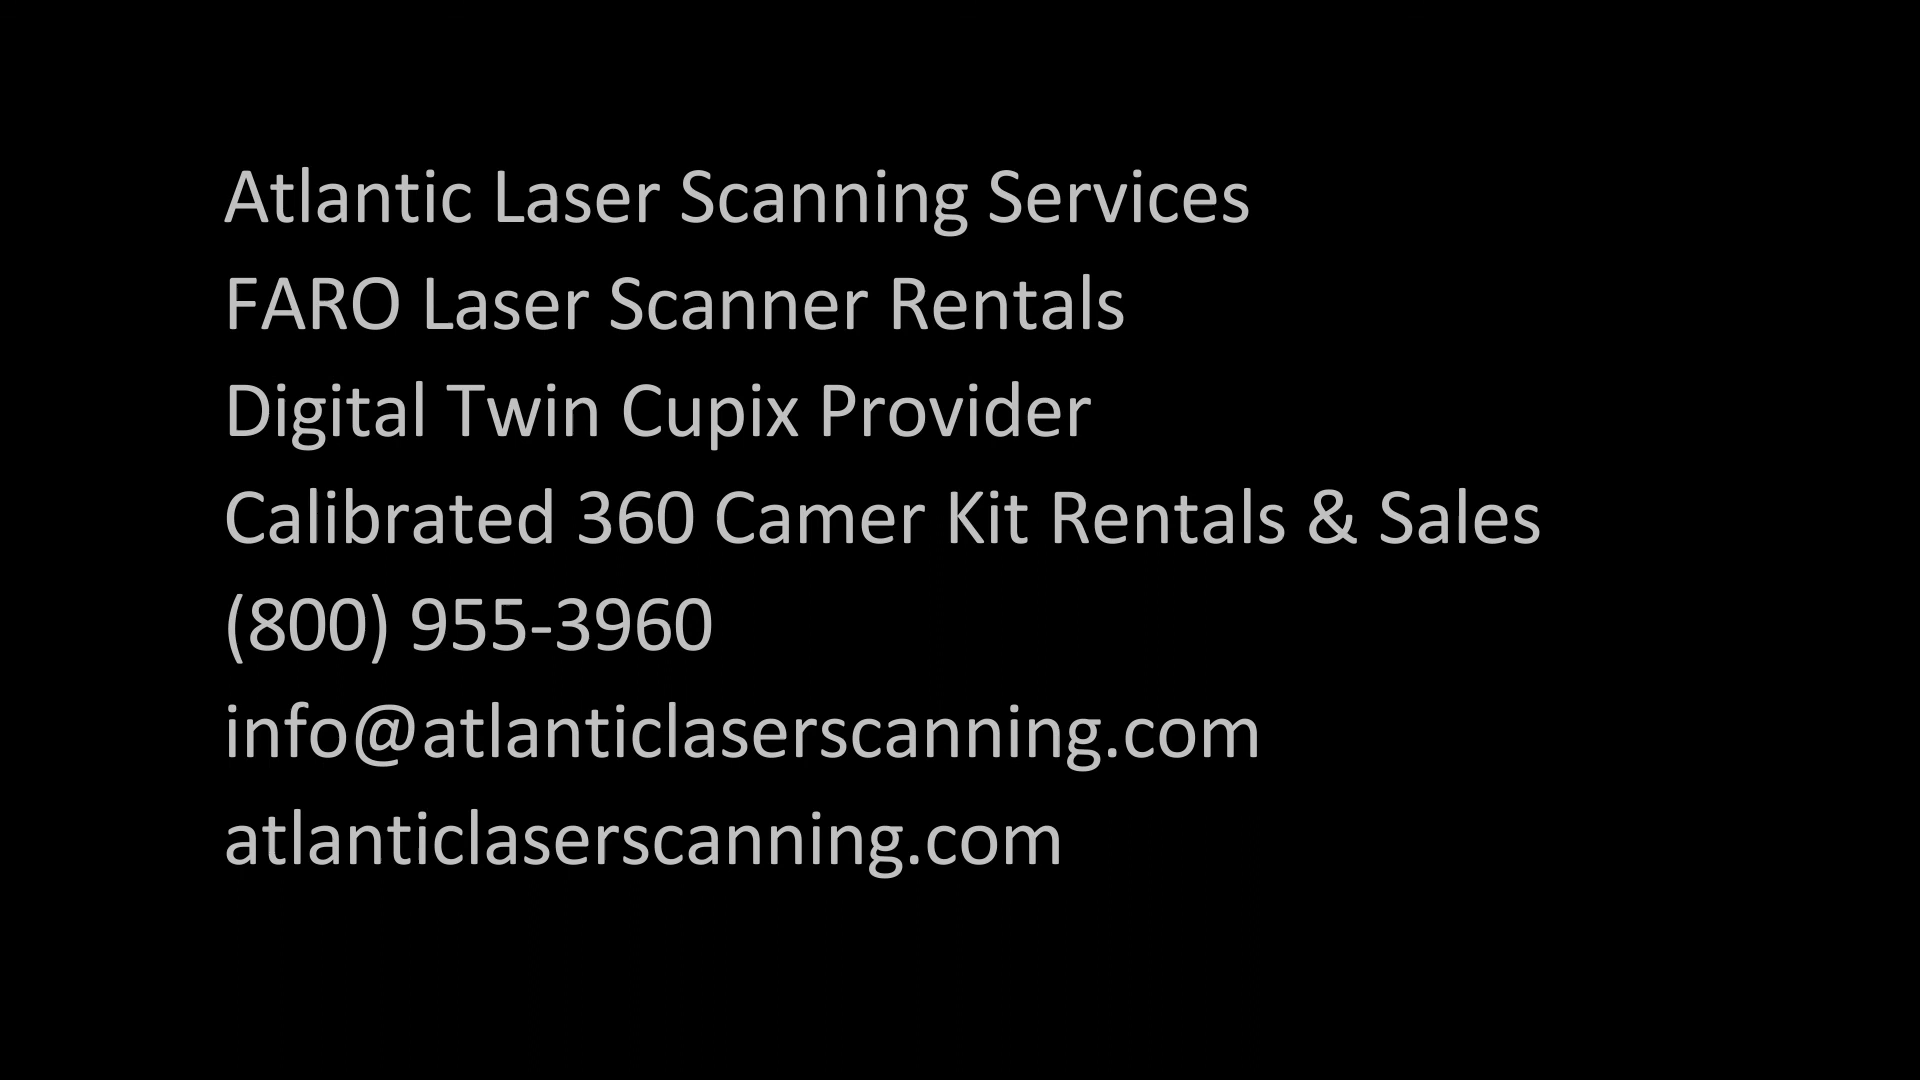 Atlantic Laser Scanning Services
FARO Laser Scanner Rentals
Digital Twin Cupix Provider
Calibrated 360 Camer Kit Rentals & Sales
(800) 955-3960
info@atlanticlaserscanning.com
atlanticlaserscanning.com